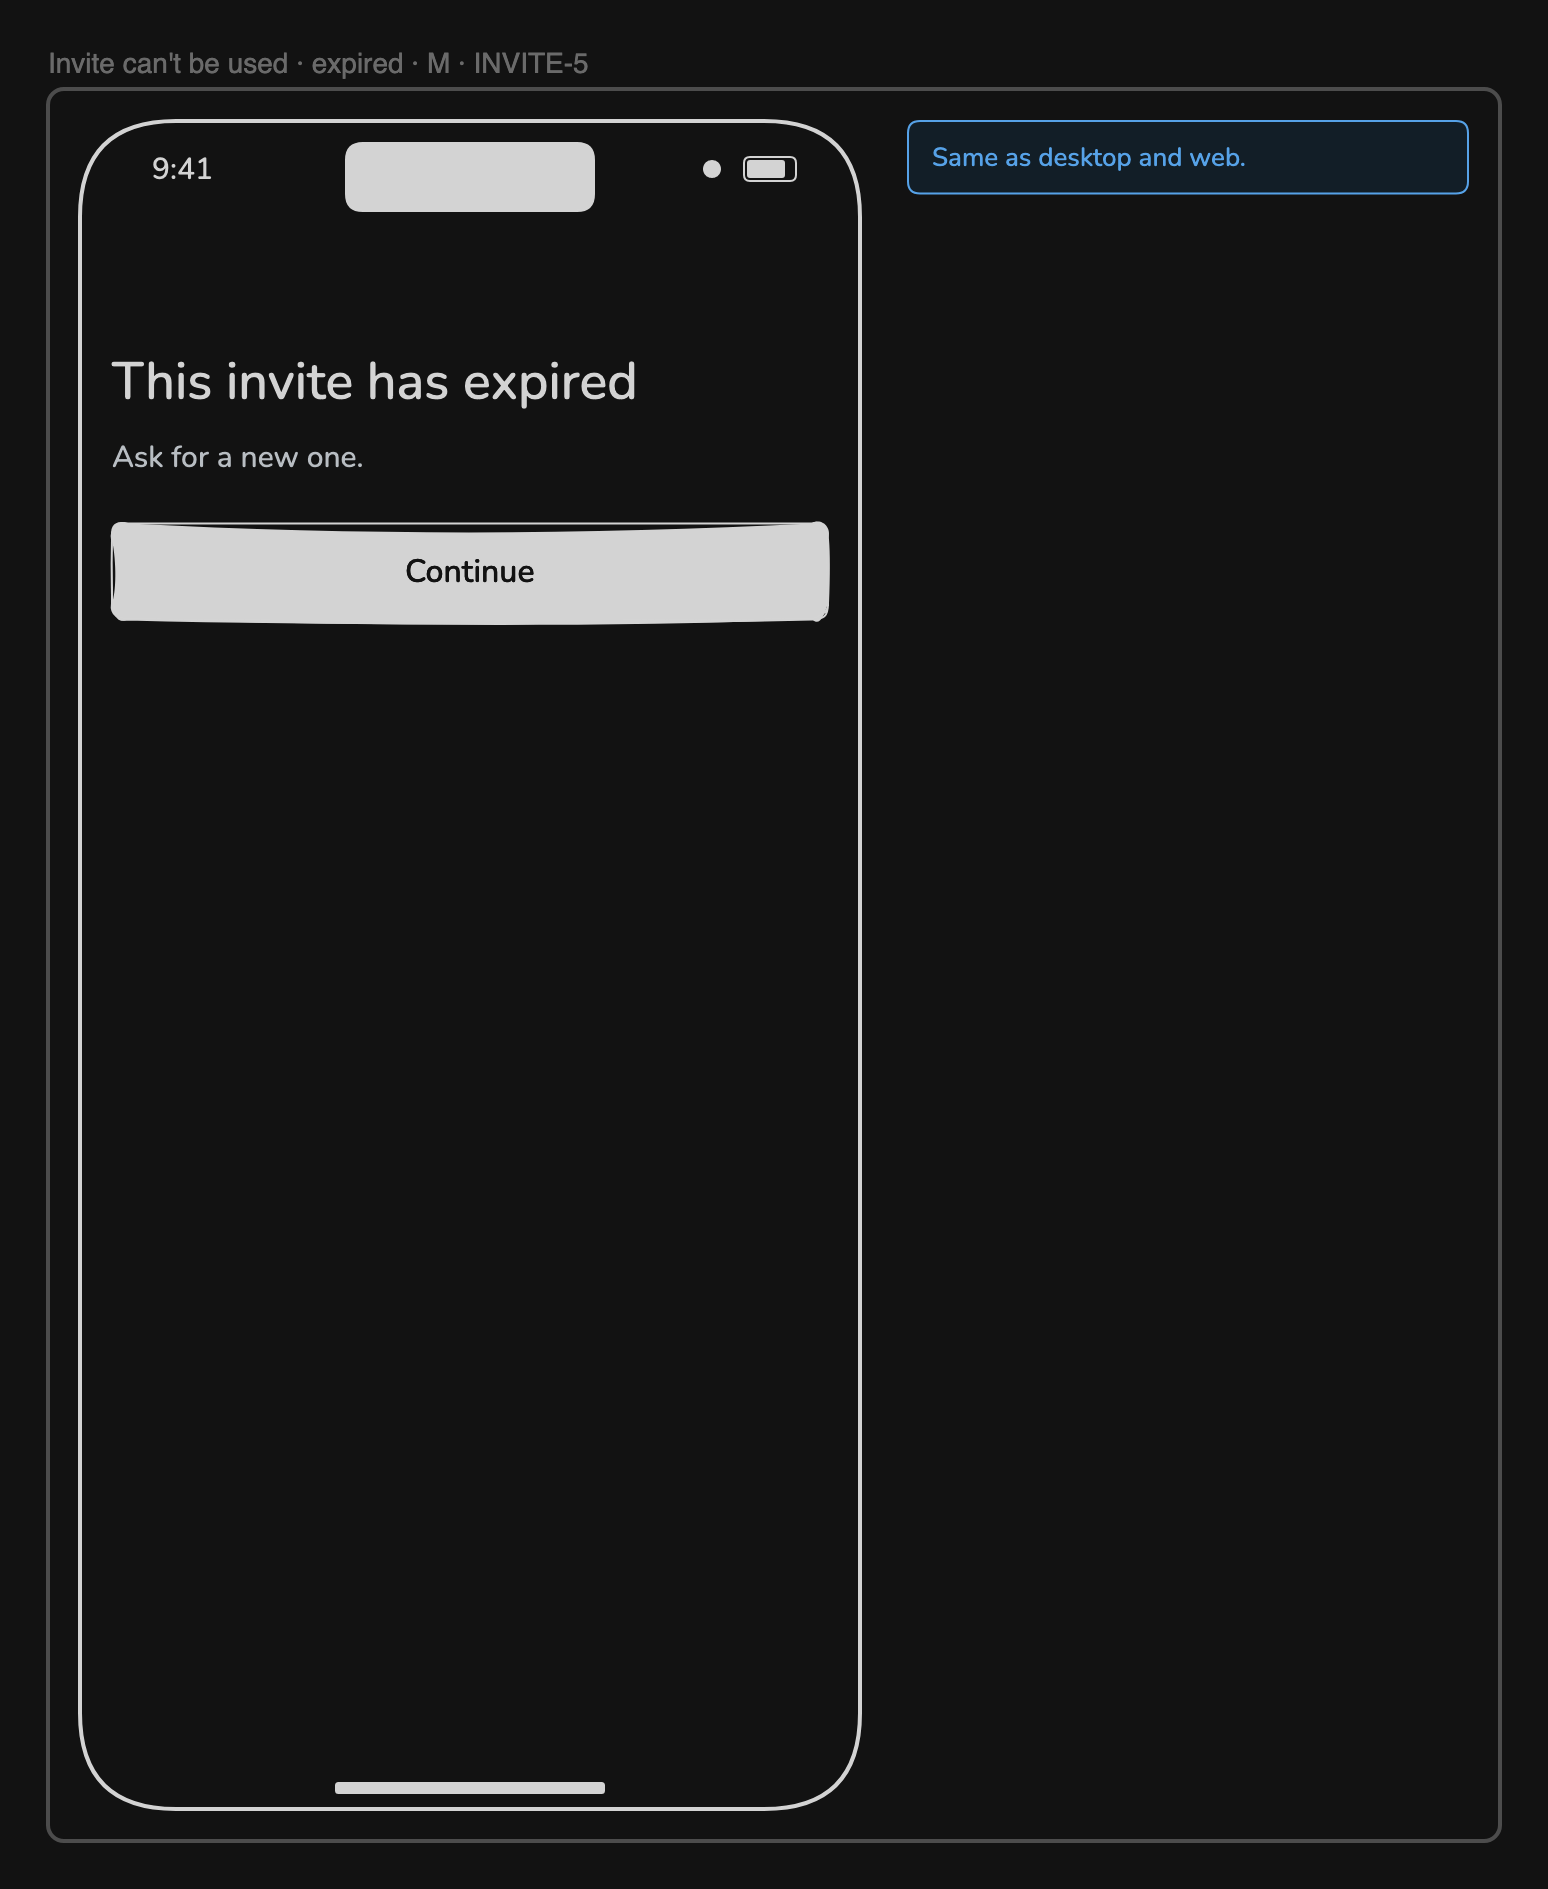 Invite can't be used · expired · M · INVITE-5
9:41
This invite has expired
Ask for a new one.
Continue
Same as desktop and web.